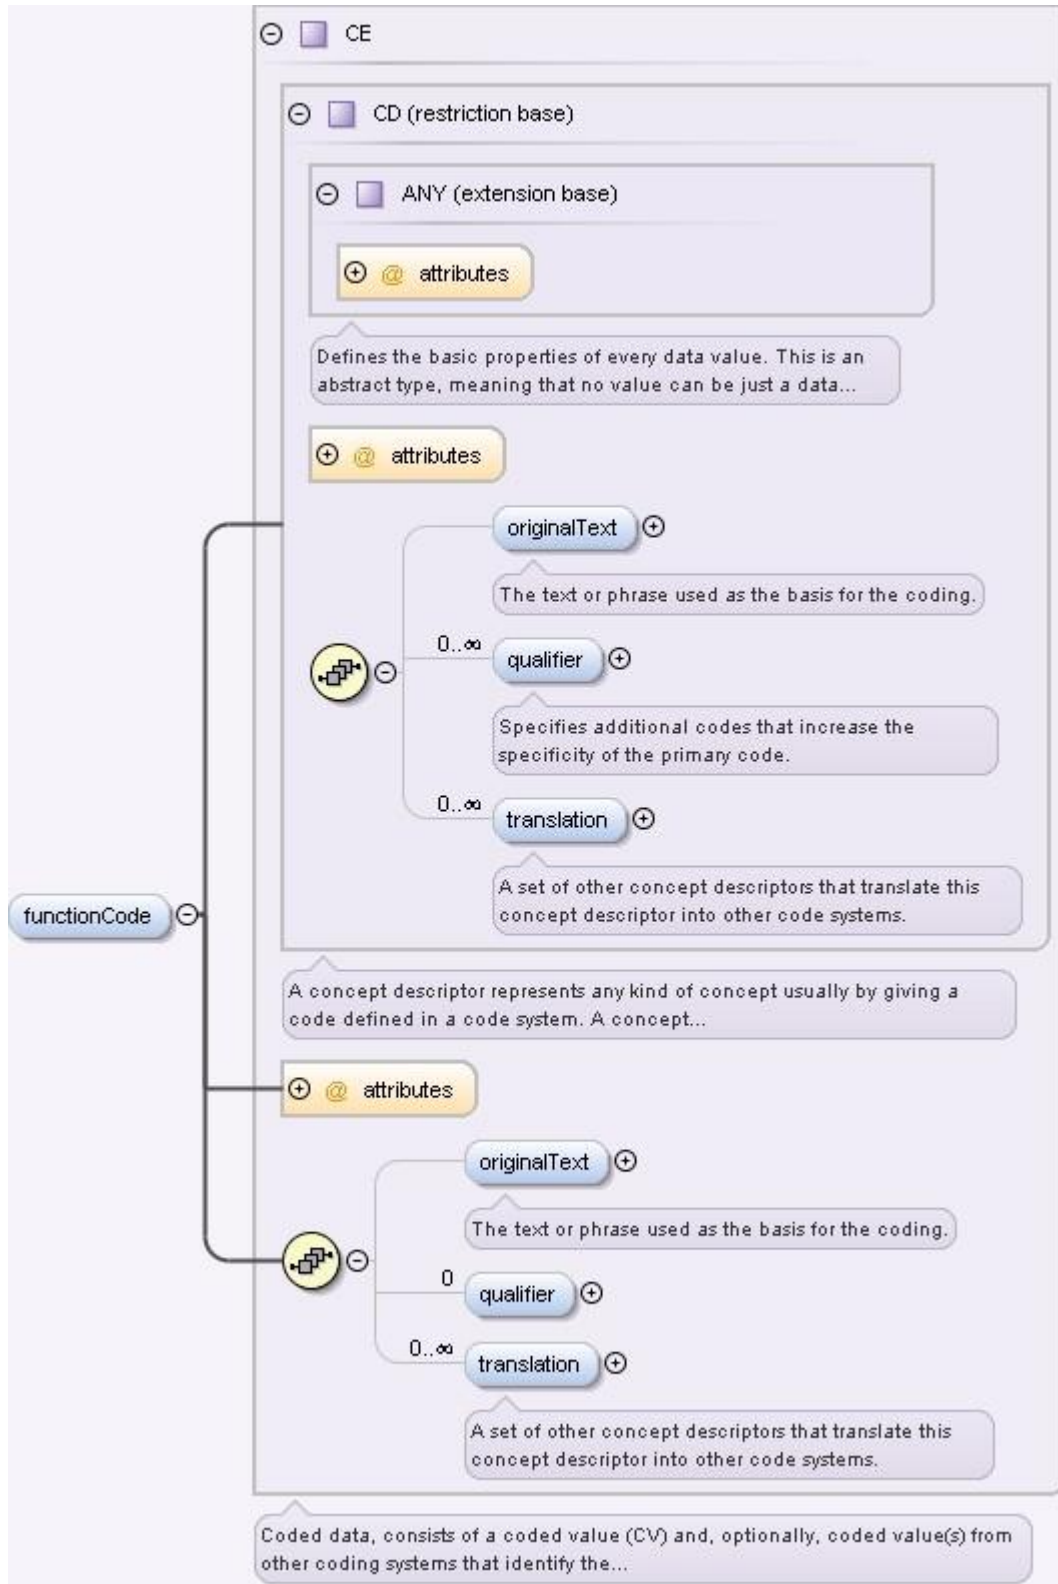 CE
CD (restriction base)
ANY (extension base)
@ attributes
Defines the basic properties of every data value. This is an
abstract type, meaning that no value can be just a data...
@ attributes
originalText
The text or phrase used as the basis for the coding.
0..∞
qualifier
Specifies additional codes that increase the
specificity of the primary code.
0..∞
translation
A set of other concept descriptors that translate this
concept descriptor into other code systems.
functionCode
A concept descriptor represents any kind of concept usually by giving a
code defined in a code system. A concept...
@ attributes
originalText
The text or phrase used as the basis for the coding.
0
qualifier
0..∞
translation
A set of other concept descriptors that translate this
concept descriptor into other code systems.
Coded data, consists of a coded value (CV) and, optionally, coded value(s) from
other coding systems that identify the...